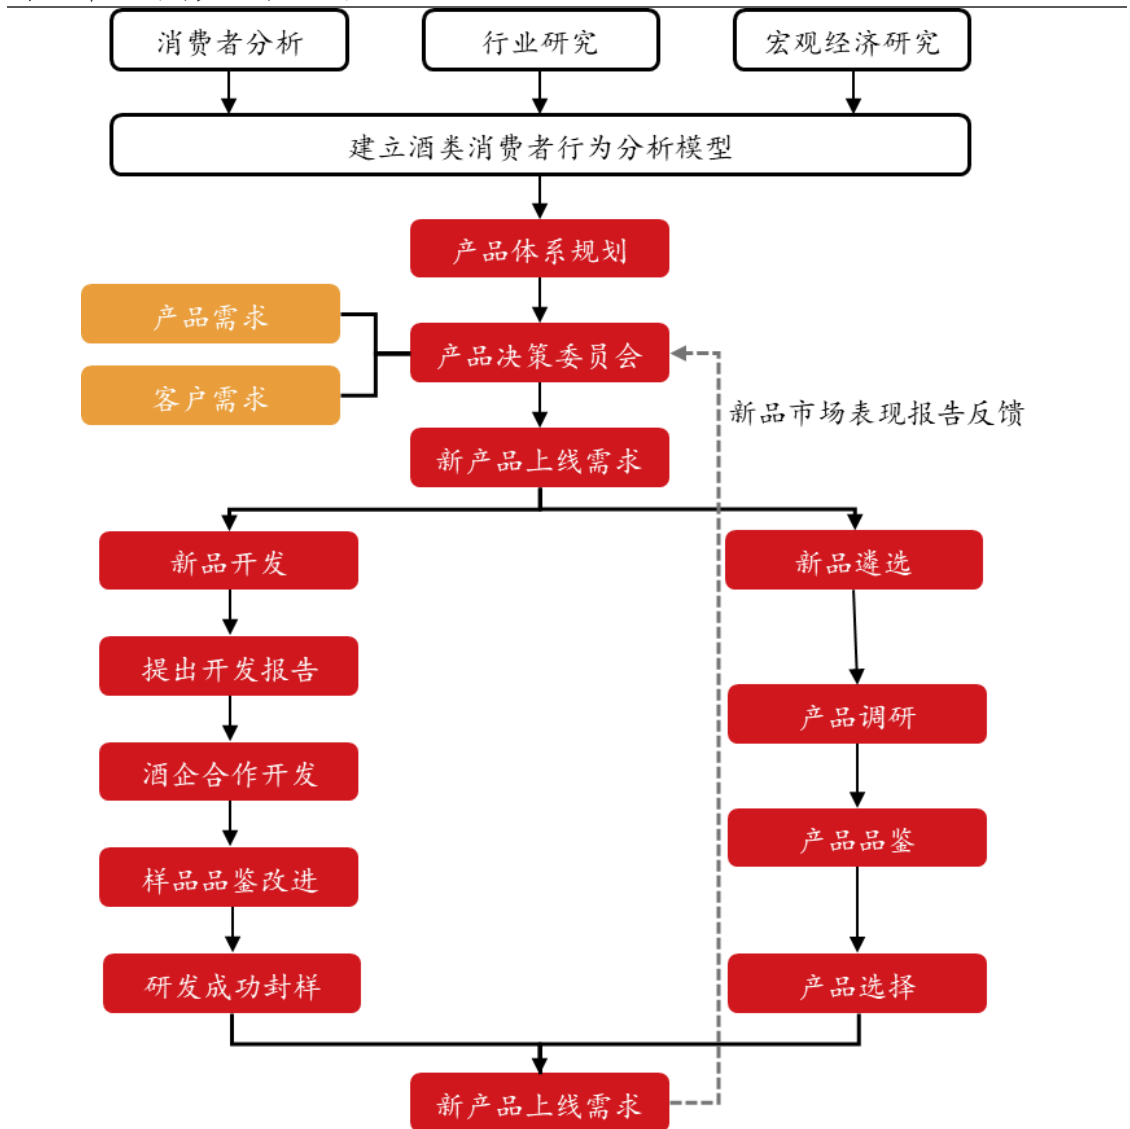 消费者分析
行业研究
宏观经济研究
建立酒类消费者行为分析模型
产品体系规划
产品需求
产品决策委员会
客户需求
新品市场表现报告反馈
新产品上线需求
新品开发
新品遴选
提出开发报告
产品调研
酒企合作开发
产品品鉴
样品品鉴改进
研发成功封样
产品选择
新产品上线需求